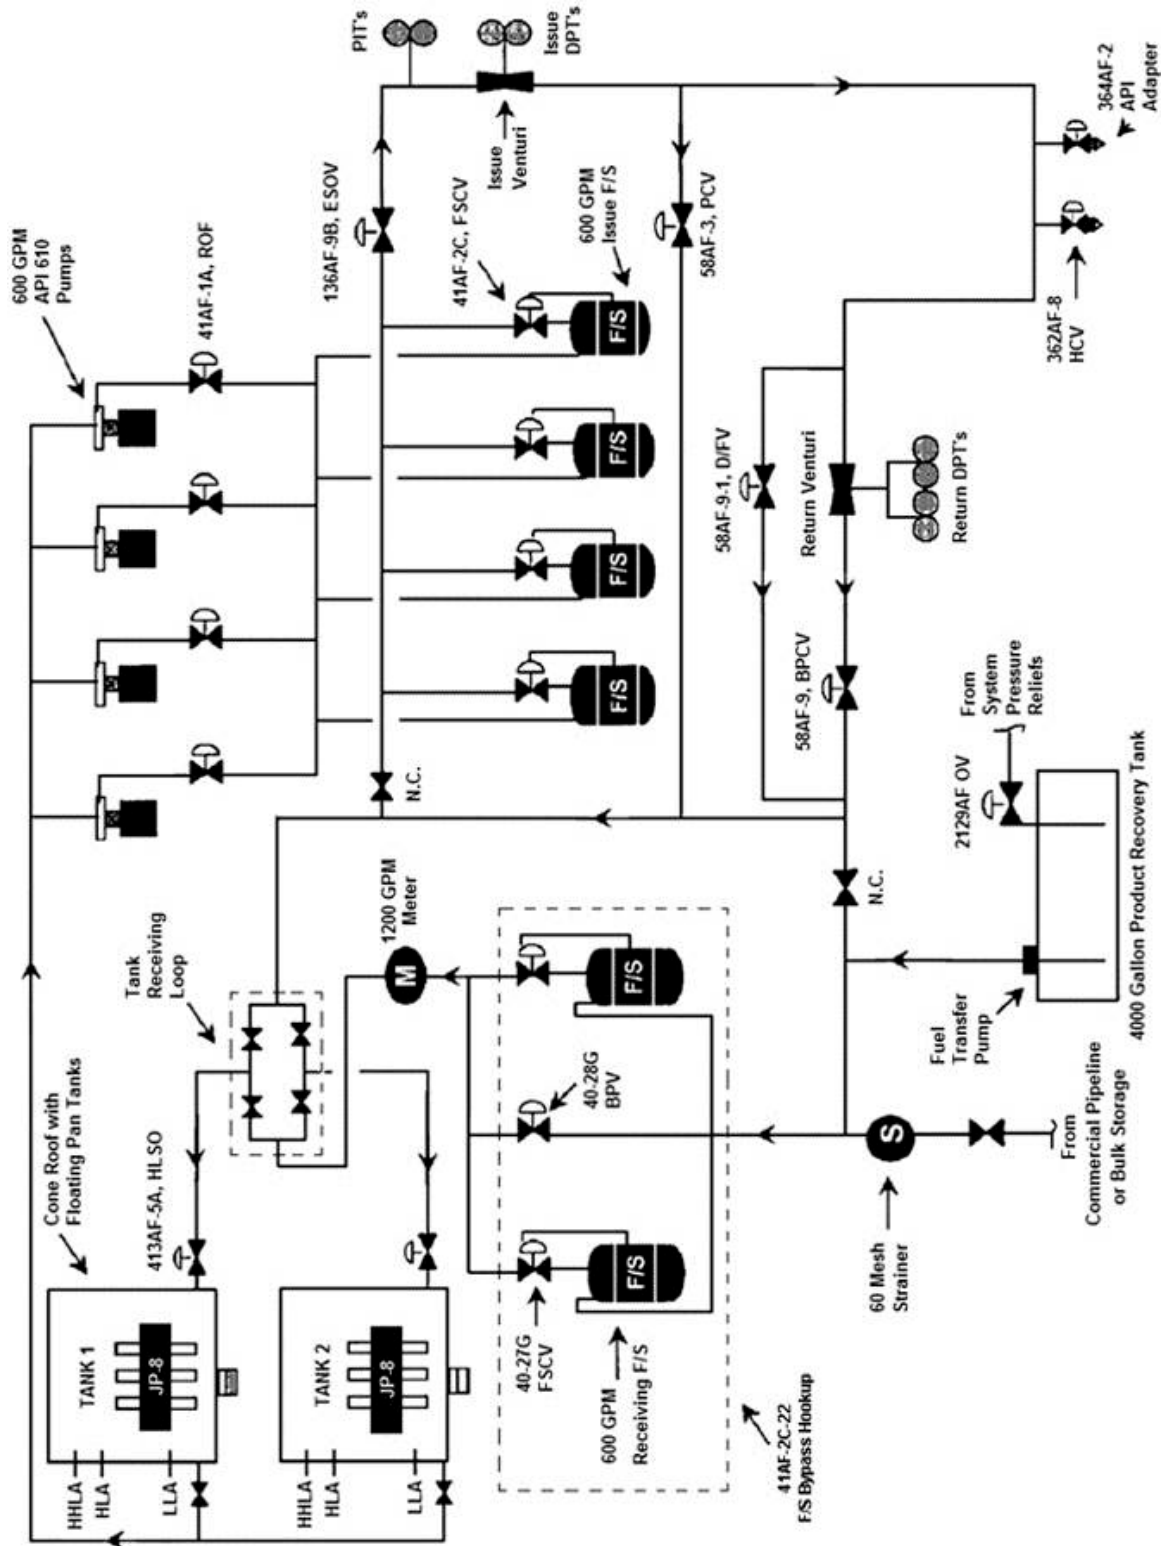 600 GPM
API 610
Pumps
Cone Roof with
Floating Pan Tanks
HHLA
HLA
LLA
TANK 1
JP-8
413AF-5A, HLSO
Tank
Receiving
Loop
41AF-1A, ROF
HHLA
HLA
LLA
TANK 2
JP-8
1200 GPM
Meter
M
N.C.
136AF-9B, ESOV
PIT's
Issue
Venturi
Issue
DPT's
41AF-2C, FSCV
600 GPM
Issue F/S
F/S
F/S
F/S
F/S
40-27G
FSCV
40-28G
BPV
F/S
F/S
600 GPM
Receiving F/S
58AF-3, PCV
41AF-2C-22
F/S Bypass Hookup
58AF-9-1, D/FV
58AF-9, BPCV
Return Venturi
Return DPT's
N.C.
60 Mesh
Strainer
S
Fuel
Transfer
Pump
2129AF OV
From
System
Pressure
Reliefs
362AF-8
HCV
364AF-2
API
Adapter
From
Commercial Pipeline
or Bulk Storage
4000 Gallon Product Recovery Tank